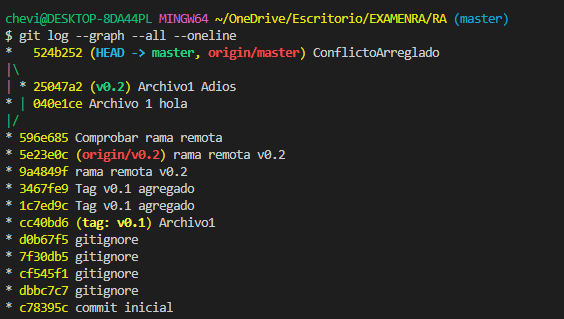 chevi@DESKTOP-8DA44PL MINGW64 ~/OneDrive/Escritorio/EXAMENRA/RA (master)
$ git log --graph --all --oneline
*   524b252 (HEAD -> master, origin/master) ConflictoArreglado
|\
| * 25047a2 (v0.2) Archivo1 Adios
* | 040e1ce Archivo 1 hola
|/
* 596e685 Comprobar rama remota
* 5e23e0c (origin/v0.2) rama remota v0.2
* 9a4849f rama remota v0.2
* 3467fe9 Tag v0.1 agregado
* 1c7ed9c Tag v0.1 agregado
* cc40bd6 (tag: v0.1) Archivo1
* d0b67f5 gitignore
* 7f30db5 gitignore
* cf545f1 gitignore
* dbbc7c7 gitignore
* c78395c commit inicial